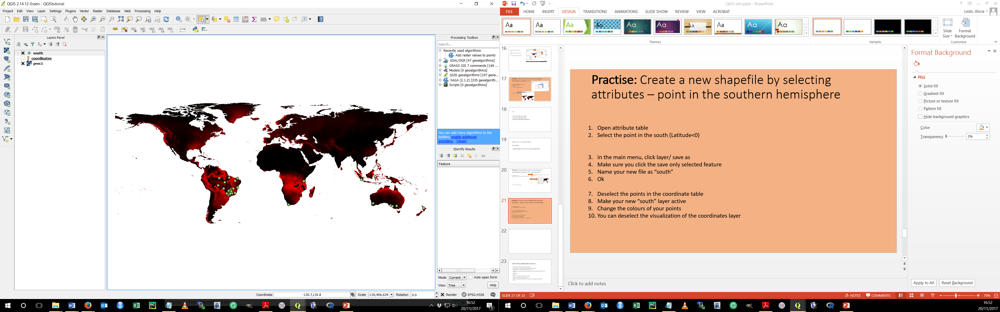 QGIS 2.14.12-Essen - QGIStutorial
Project Edit View Layer Settings Plugins Vector Raster Database Web Processing Help
CSW
Layers Panel
south
coordinates
prec1
Processing Toolbox
Search...
Recently used algorithms
Add raster values to points
GDAL/OGR [47 geoalgorithms]
GRASS GIS 7 commands [169 ...
Models [0 geoalgorithms]
QGIS geoalgorithms [107 geoa...
SAGA (2.1.2) [235 geoalgorith...
Scripts [0 geoalgorithms]
You can add more algorithms to the
toolbox, enable additional
providers. [close]
Identify Results
Feature
Mode Current Auto open form
View Tree Help
Coordinate -130.7,130.8 Scale :130,906,639 Rotation 0.0 Render EPSG:4326
16:52
20/11/2017
QGIS into.pptx - PowerPoint
FILE HOME INSERT DESIGN TRANSITIONS ANIMATIONS SLIDE SHOW REVIEW VIEW ACROBAT
Ledo, Alicia
Aa Aa Aa Aa Aa Aa Aa Aa Aa Aa
Slide
Size
Format
Background
Themes
Variants
Customize
16
17
18
19
What can I do with QGIS
20
21
22
23
Some free spatial data sources:
Practise: Create a new shapefile by selecting
attributes – point in the southern hemisphere
1. Open attribute table
2. Select the point in the south (Latitude<0)
3. In the main menu, click layer/ save as
4. Make sure you click the save only selected feature
5. Name your new file as “south”
6. Ok
7. Deselect the points in the coordinate table
8. Make your new “south” layer active
9. Change the colours of your points
10. You can deselect the visualization of the coordinates layer
Click to add notes
Format Background
FILL
Solid fill
Gradient fill
Picture or texture fill
Pattern fill
Hide background graphics
Color
Transparency 0%
Apply to All Reset Background
SLIDE 21 OF 23
NOTES COMMENTS 79%
16:52
20/11/2017